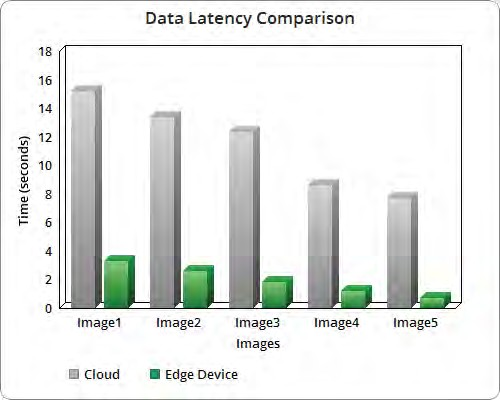 Data Latency Comparison
18
16
14
12
10
8
6
4
2
0
Time (seconds)
Image1 Image2 Image3 Image4 Image5
Images
Cloud Edge Device